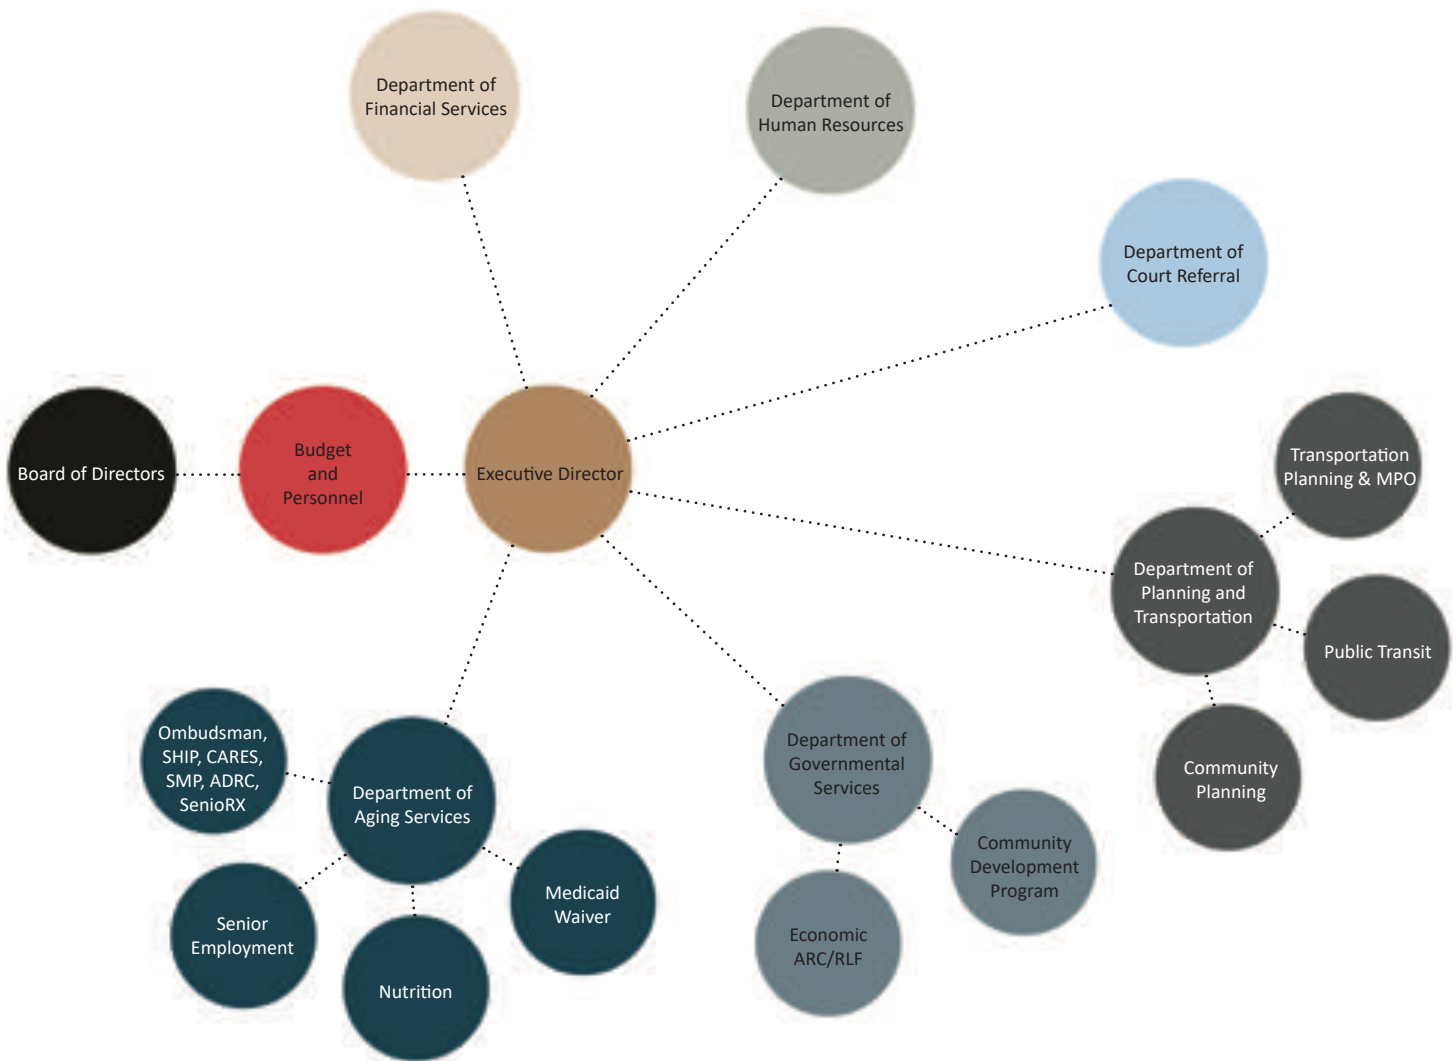 Department of
Financial Services
Department of
Human Resources
Department of
Court Referral
Board of Directors
Budget
and
Personnel
Executive Director
Transportation
Planning & MPO
Department of
Planning and
Transportation
Public Transit
Community
Planning
Ombudsman,
SHIP, CARES,
SMP, ADRC,
SenioRX
Department of
Aging Services
Senior
Employment
Nutrition
Medicaid
Waiver
Department of
Governmental
Services
Community
Development
Program
Economic
ARC/RLF